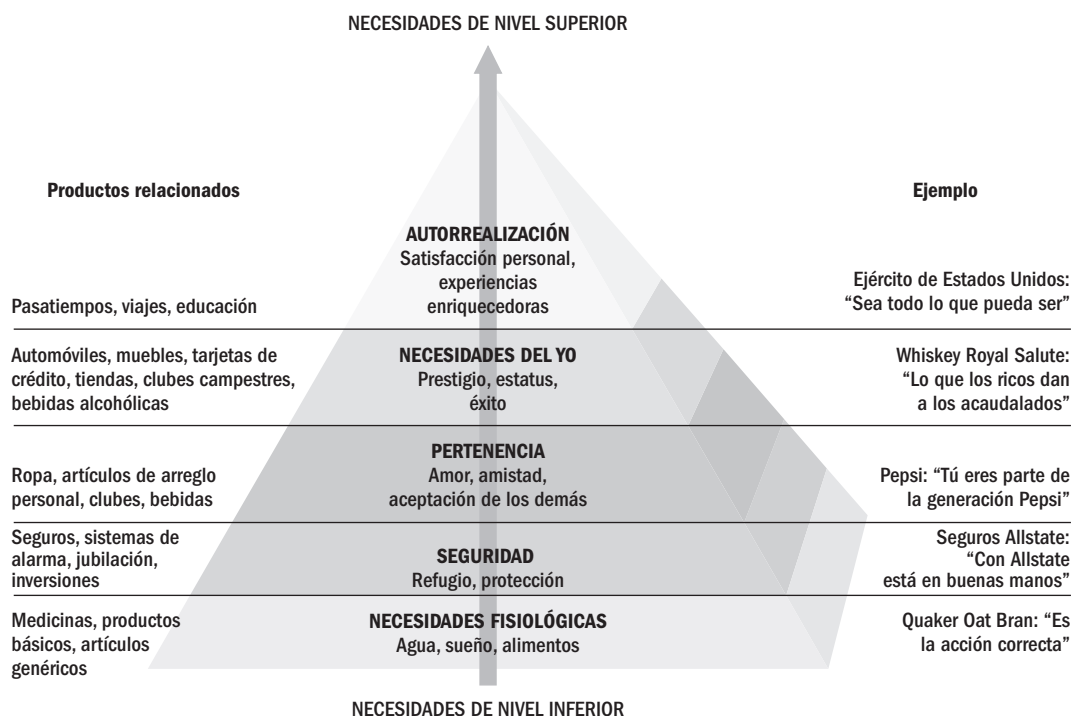 NECESIDADES DE NIVEL SUPERIOR
Productos relacionados
Ejemplo
AUTORREALIZACIÓN
Satisfacción personal,
experiencias
enriquecedoras
Pasatiempos, viajes, educación
Ejército de Estados Unidos:
“Sea todo lo que pueda ser”
Automóviles, muebles, tarjetas de
crédito, tiendas, clubes campestres,
bebidas alcohólicas
NECESIDADES DEL YO
Prestigio, estatus,
éxito
Whiskey Royal Salute:
“Lo que los ricos dan
a los acaudalados”
Ropa, artículos de arreglo
personal, clubes, bebidas
PERTENENCIA
Amor, amistad,
aceptación de los demás
Pepsi: “Tú eres parte de
la generación Pepsi”
Seguros, sistemas de
alarma, jubilación,
inversiones
SEGURIDAD
Refugio, protección
Seguros Allstate:
“Con Allstate
está en buenas manos”
Medicinas, productos
básicos, artículos
genéricos
NECESIDADES FISIOLÓGICAS
Agua, sueño, alimentos
Quaker Oat Bran: “Es
la acción correcta”
NECESIDADES DE NIVEL INFERIOR